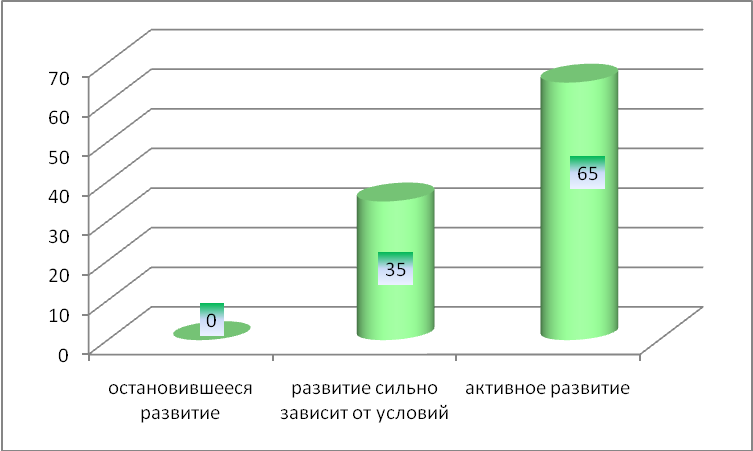 70
60
50
40
30
20
10
0
0
35
65
остановившееся
развитие
развитие сильно
зависит от условий
активное развитие